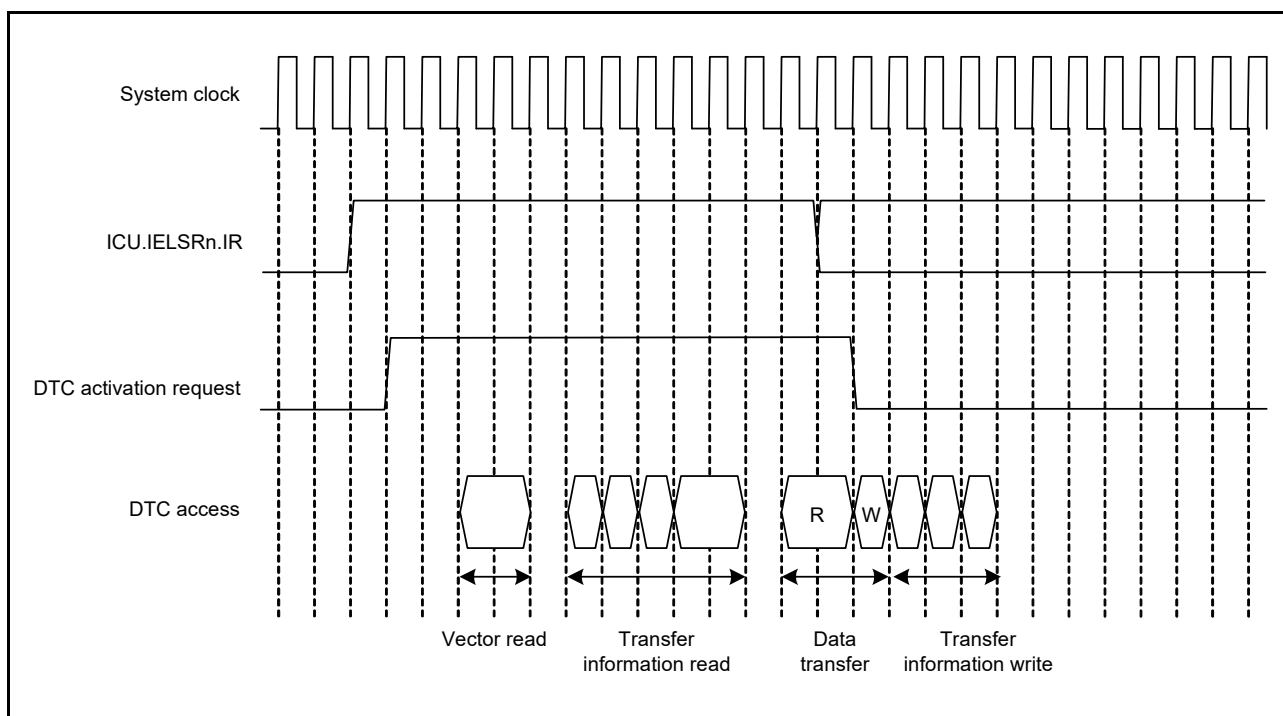 System clock
ICU.IELSRn.IR
DTC activation request
DTC access
R
W
Vector read
Transfer
information read
Data
transfer
Transfer
information write